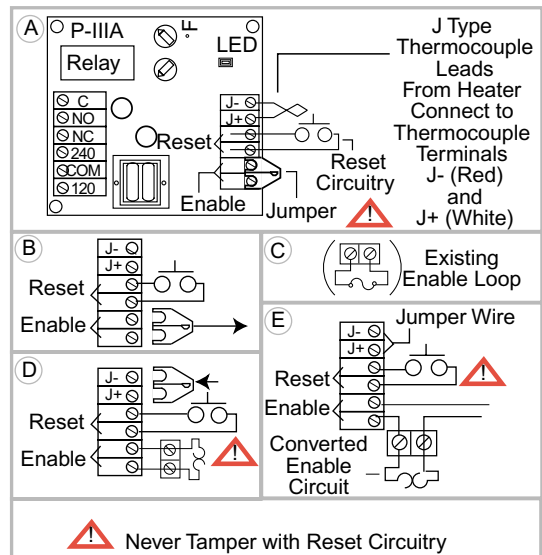 A
P-IIIA
°F
LED
Relay
C
NO
NC
240
COM
120
J-
J+
Reset
Enable
Jumper
Reset
Circuitry
!
J Type
Thermocouple
Leads
From Heater
Connect to
Thermocouple
Terminals
J- (Red)
and
J+ (White)
B
J-
J+
Reset
Enable
C
Existing
Enable Loop
D
J-
J+
Reset
Enable
!
E
Jumper Wire
J-
J+
Reset
!
Enable
Converted
Enable
Circuit
! Never Tamper with Reset Circuitry